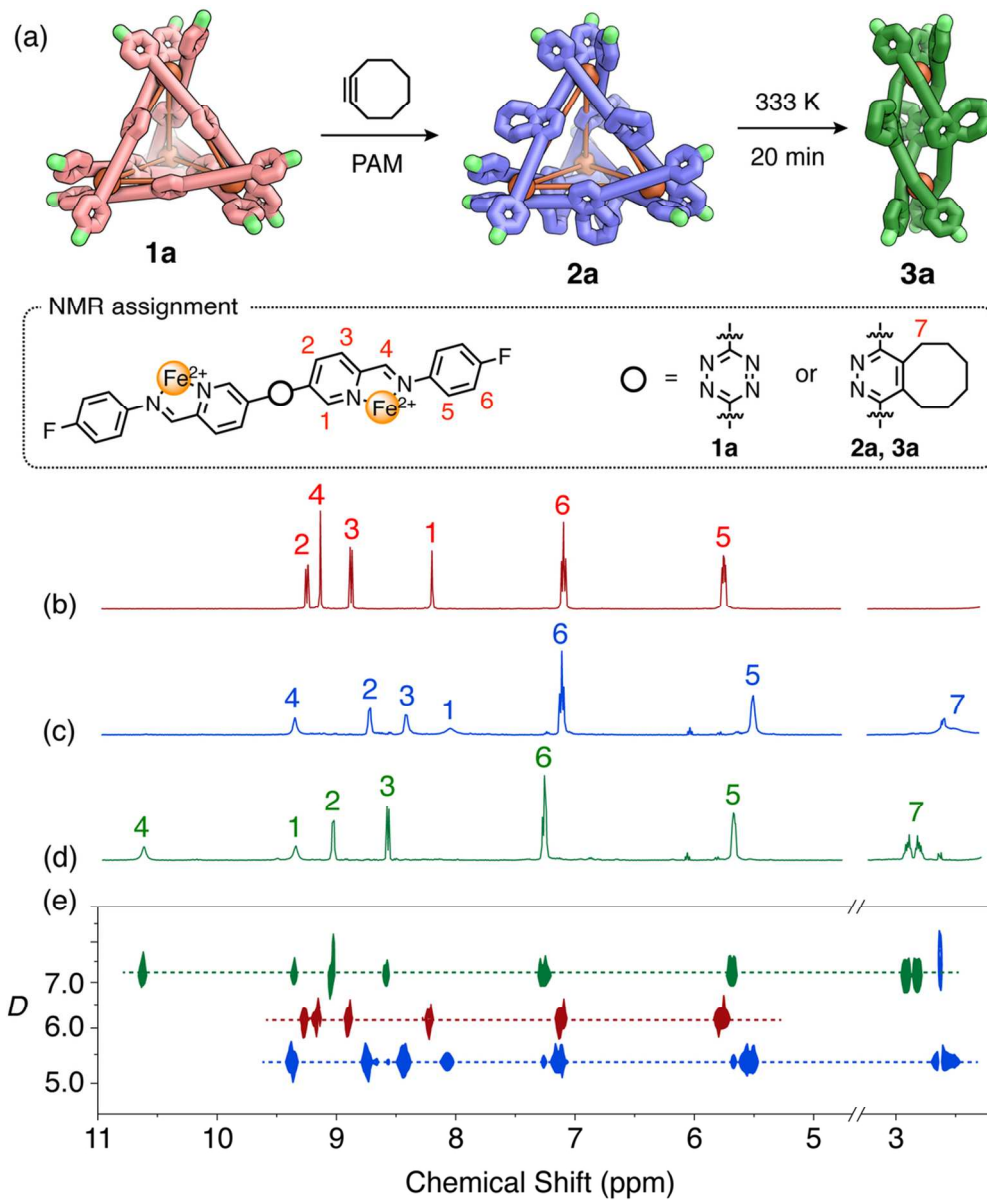 (a)
PAM
333 K
20 min
1a
2a
3a
NMR assignment
2 3 4
Fe2+
N
N
N
N
Fe2+
F
F
1
5
6
=
N N
N N
or
N
N
7
1a
2a, 3a
(b)
2 4 3 1 6 5
(c)
4 2 3 1 6 5 7
(d)
4 1 2 3 6 5 7
(e)
D
7.0
6.0
5.0
11 10 9 8 7 6 5 3
Chemical Shift (ppm)